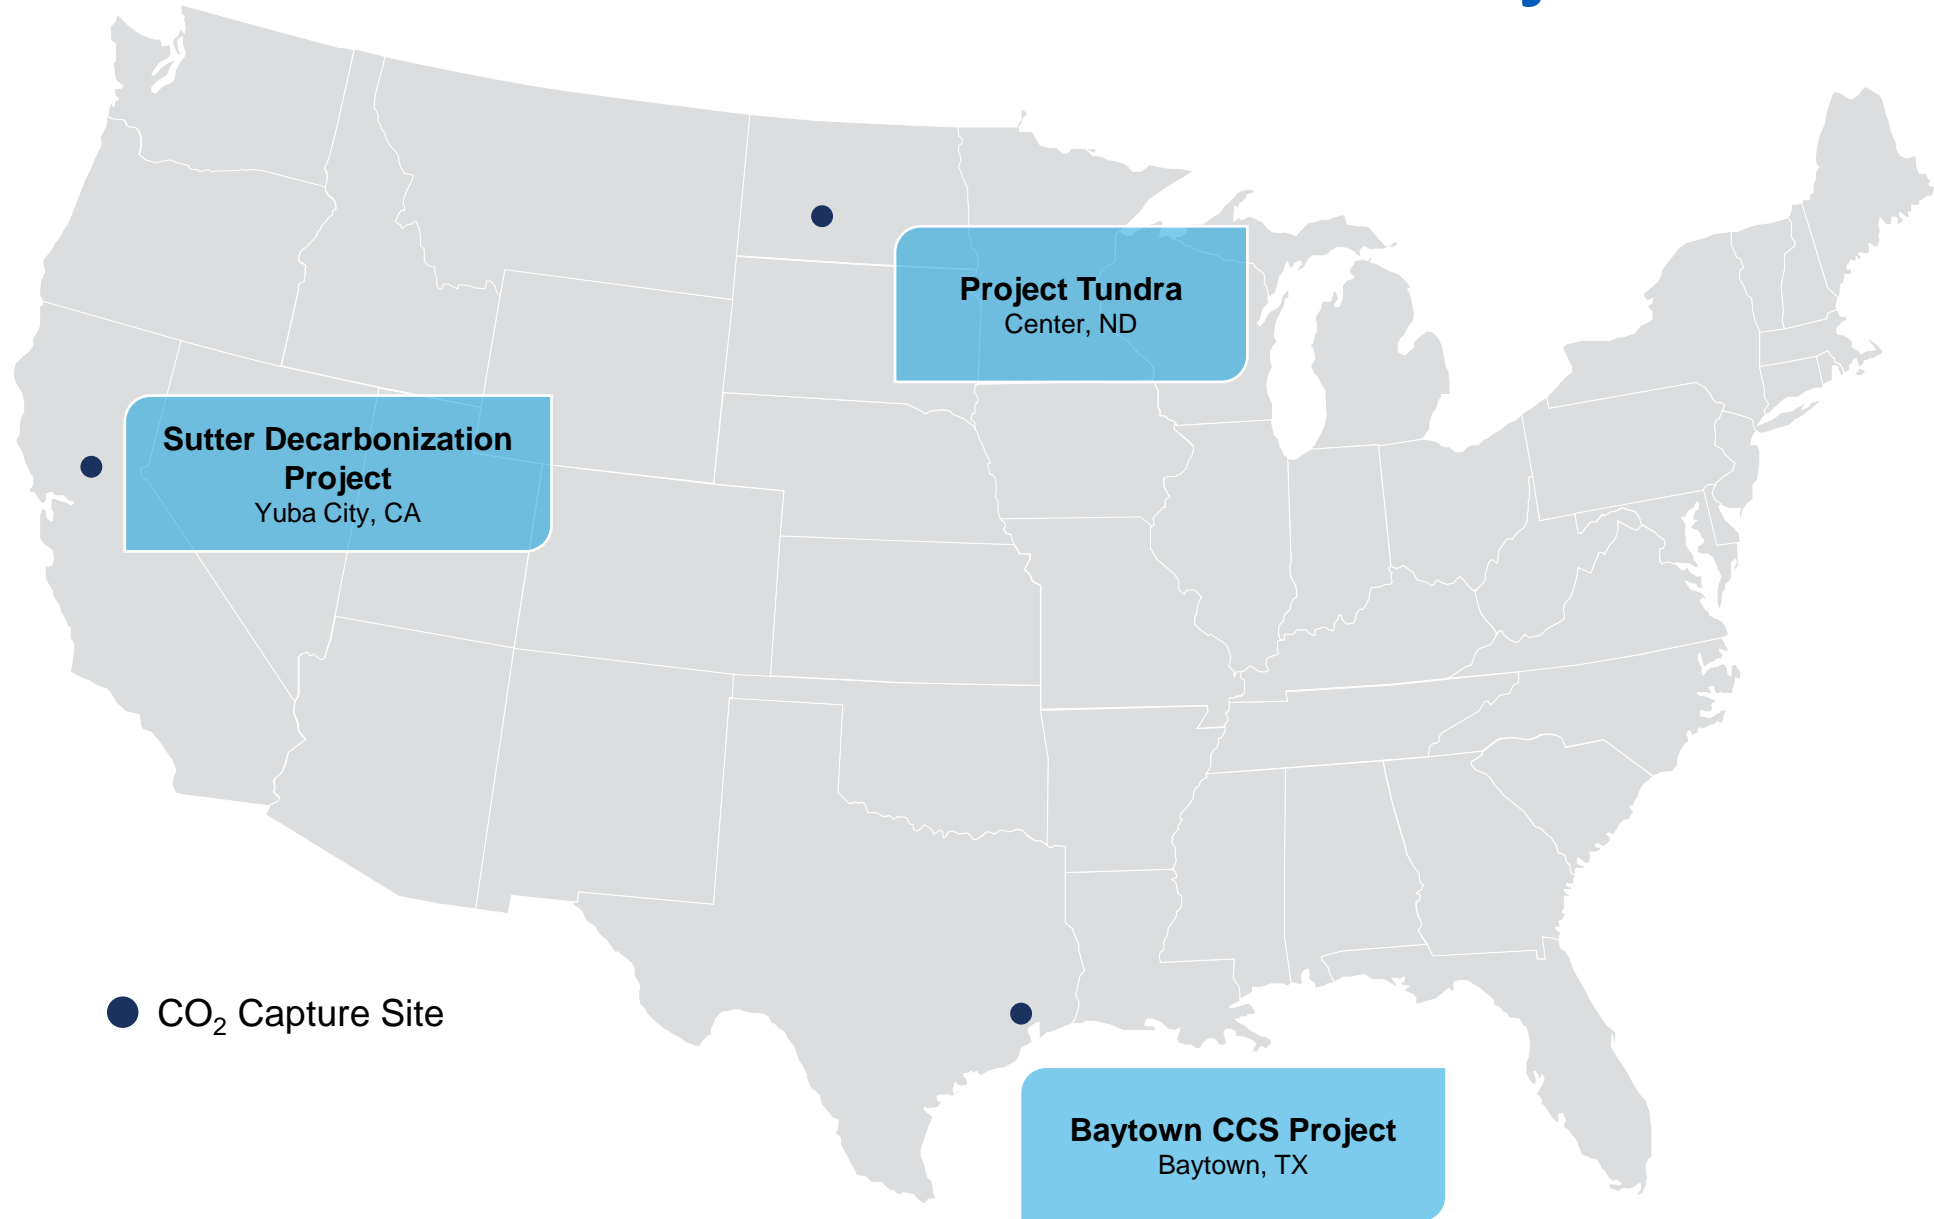 Project Tundra
Center, ND
Sutter Decarbonization
Project
Yuba City, CA
CO₂ Capture Site
Baytown CCS Project
Baytown, TX